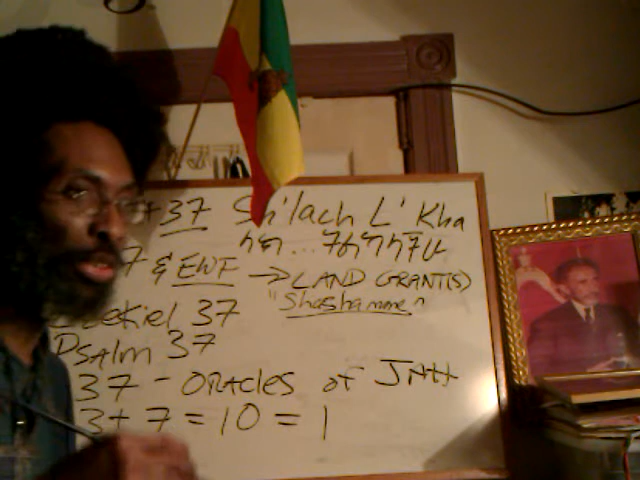 + 37 Sh'lach L'Kha
7 & EWF → LAND GRANT(S)
"Shashamane"
Ezekiel 37
Psalm 37
37 - ORACLES OF JAH
3 + 7 = 10 = 1